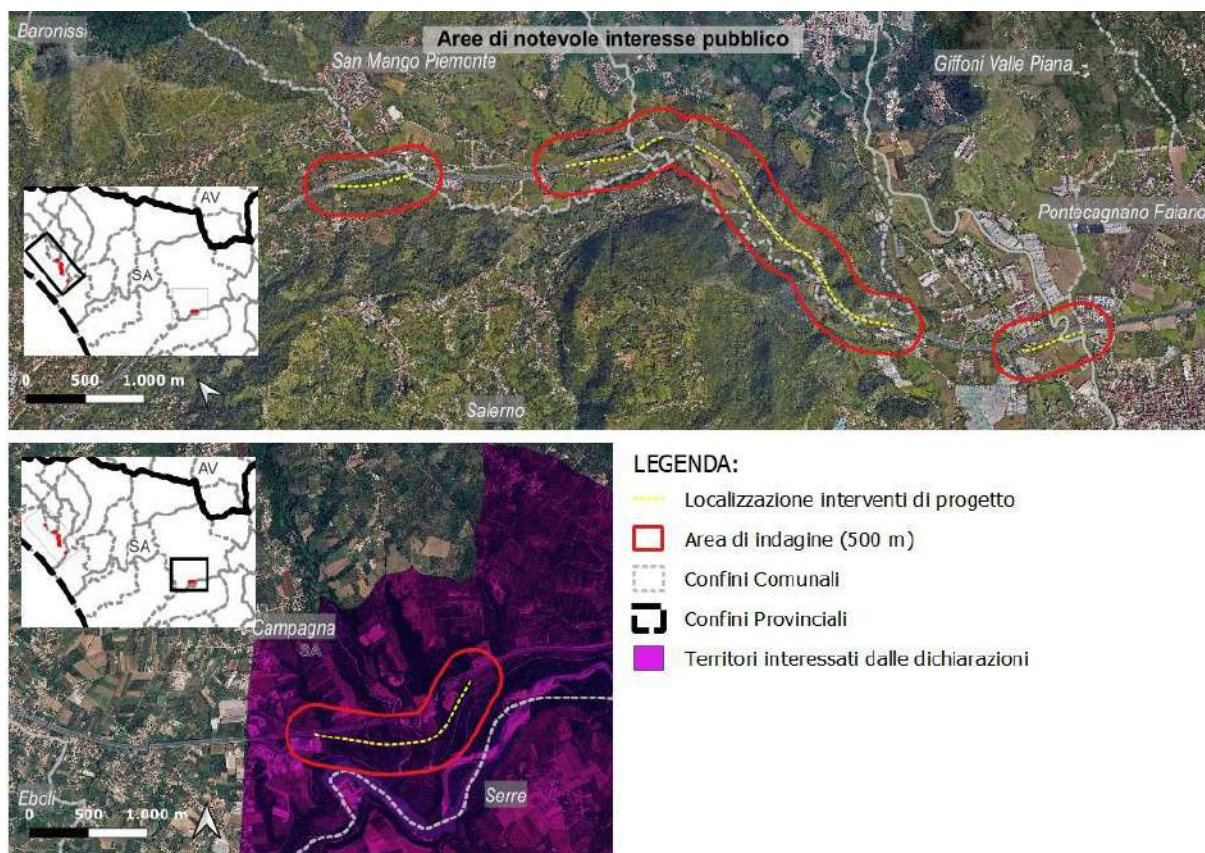 Baronissi
Aree di notevole interesse pubblico
San Mango Piemonte
Giffoni Valle Piana
AV
SA
Pontecagnano Faiano
0 500 1.000 m
Salerno
AV
SA
Campagna
SA
Eboli
0 500 1.000 m
Serre
LEGENDA:
Localizzazione interventi di progetto
Area di indagine (500 m)
Confini Comunali
Confini Provinciali
Territori interessati dalle dichiarazioni